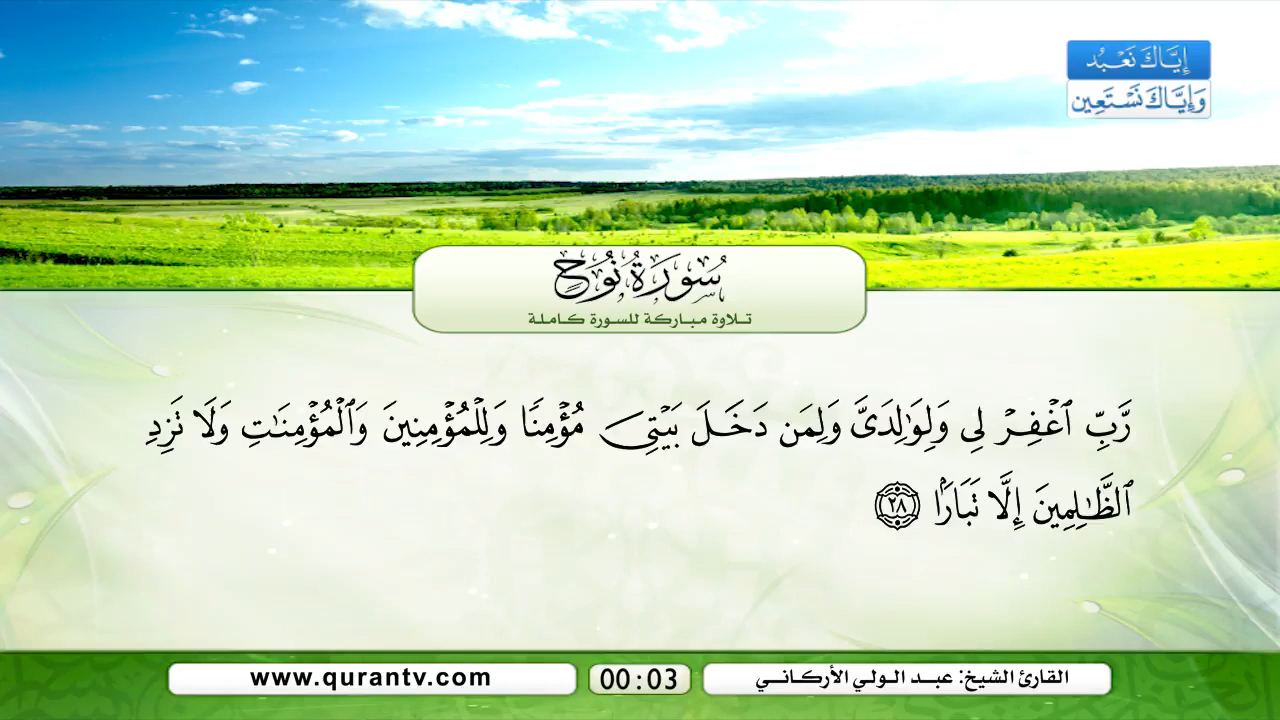 إِيَّاكَ نَعْبُدُ
وَإِيَّاكَ نَسْتَعِين
سُورَةُ نُوحٍ
تلاوة مباركة للسورة كاملة
رَّبِّ ٱغْفِرْ لِى وَلِوَٰلِدَىَّ وَلِمَن دَخَلَ بَيْتِىَ مُؤْمِنًا وَلِلْمُؤْمِنِينَ وَٱلْمُؤْمِنَٰتِ وَلَا تَزِدِ
ٱلظَّٰلِمِينَ إِلَّا تَبَارًۢا ٢٨
القارئ الشيخ: عبد الولي الأركاني
00:03
www.qurantv.com